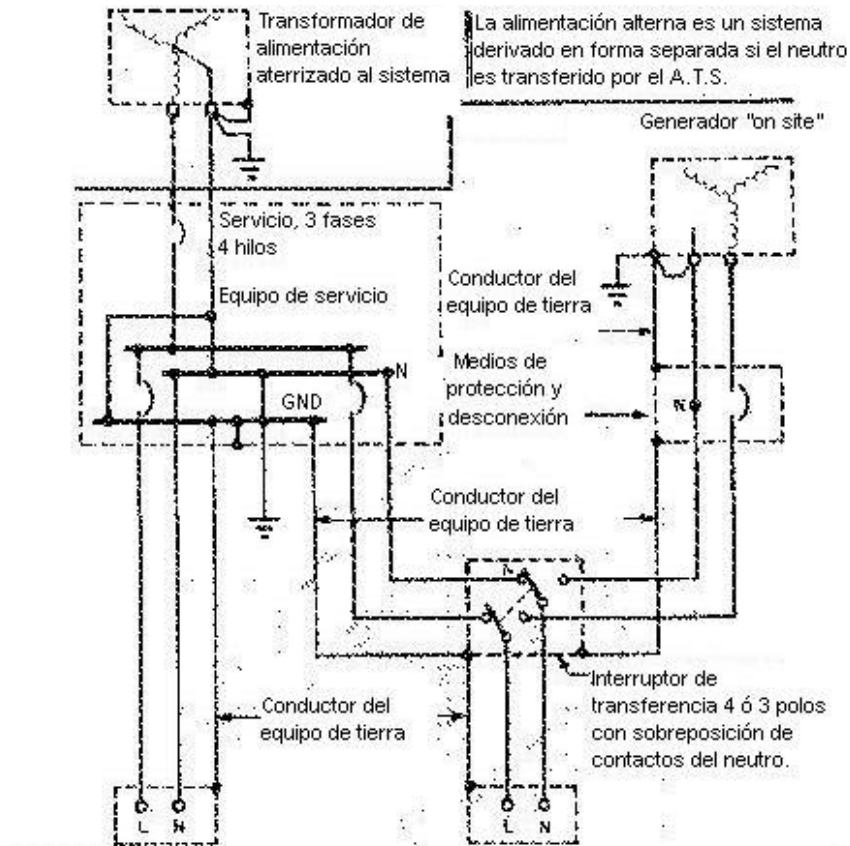 Transformador de
alimentación
aterrizado al sistema
La alimentación alterna es un sistema
derivado en forma separada si el neutro
es transferido por el A.T.S.
Generador "on site"
Servicio, 3 fases
4 hilos
Equipo de servicio
Conductor del
equipo de tierra
Medios de
protección y
desconexión
N
GND
N
Conductor del
equipo de tierra
Interruptor de
transferencia 4 ó 3 polos
con sobreposición de
contactos del neutro.
Conductor del
equipo de tierra
L N
L N